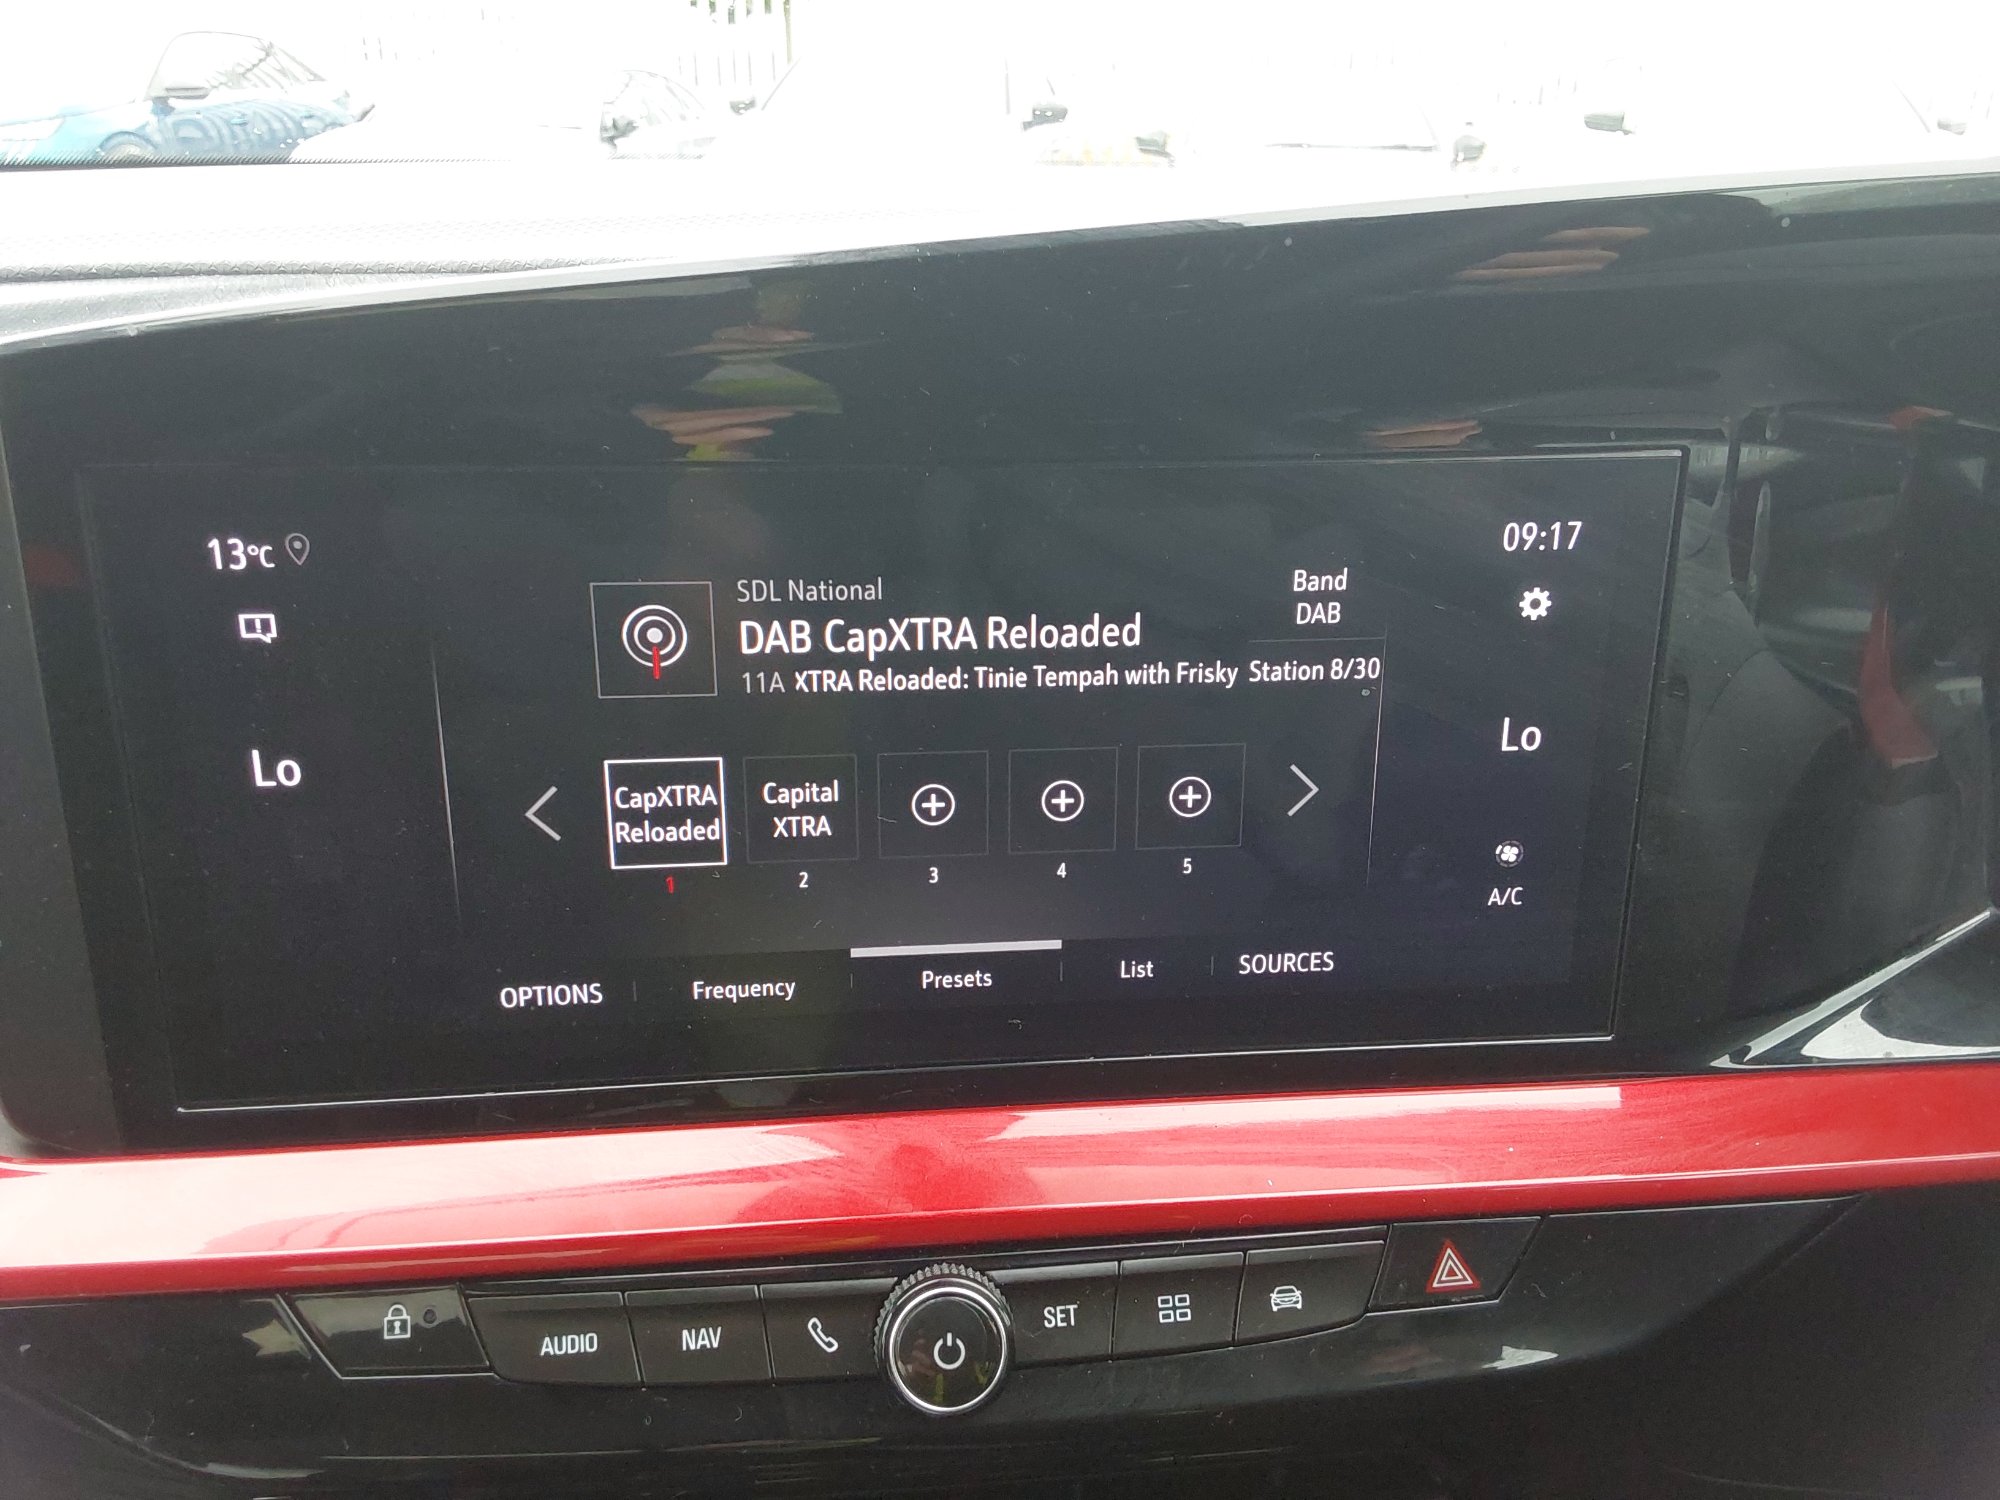 13°C
09:17
SDL National
Band
DAB
DAB CapXTRA Reloaded
11A XTRA Reloaded: Tinie Tempah with Frisky
Station 8/30
Lo
Lo
CapXTRA
Reloaded
Capital
XTRA
1
2
3
4
5
A/C
OPTIONS
Frequency
Presets
List
SOURCES
AUDIO
NAV
SET